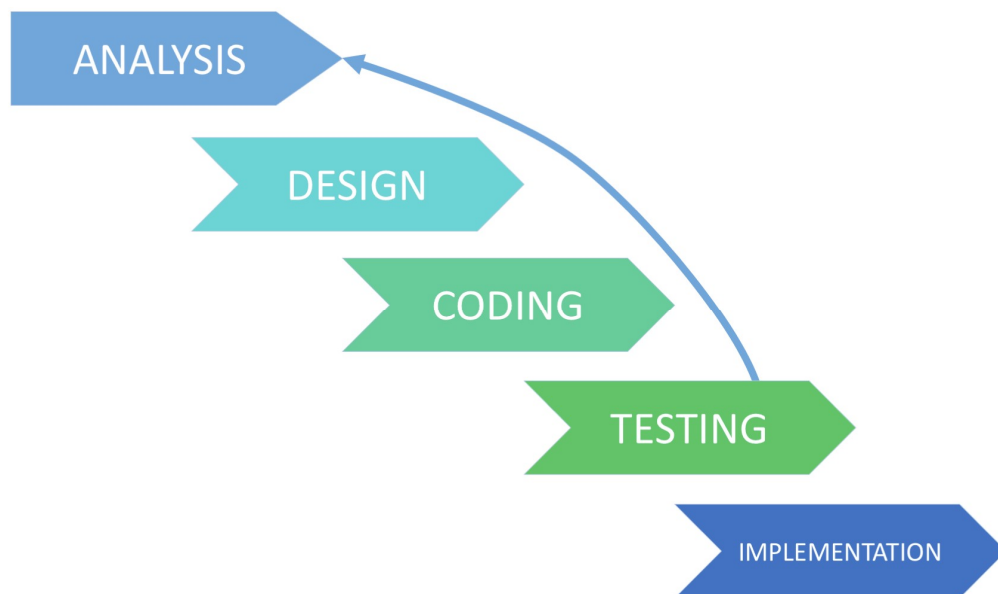 ANALYSIS
DESIGN
CODING
TESTING
IMPLEMENTATION